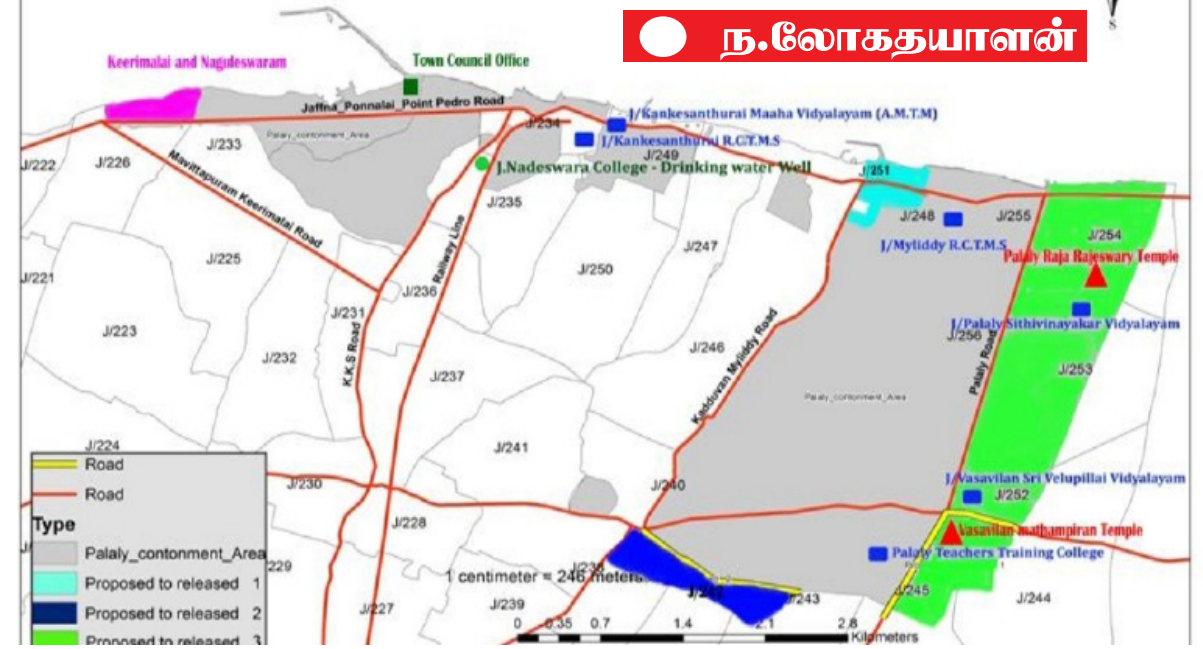 S
ந.லோகதயாளன்
Keerimalai and Naguleswaram
Town Council Office
Jaffna_Ponnalai_Point Pedro Road
J/234
J/Kankesanthurai Maaha Vidyalayam (A.M.T.M)
J/233
Palaly_contonment_Area
J/Kankesanthurai R.C.T.M.S
J/249
J/222
J/226
J.Nadeswara College - Drinking water Well
J/251
Mavittapuram Keerimalai Road
J/235
J/248
J/255
J/Myliddy R.C.T.M.S
J/254
J/247
Palaly Raja Rajeswary Temple
J/225
J/250
J/221
Railway Line
J/236
J/231
J/Palaly Sithivinayakar Vidyalayam
J/256
J/223
J/232
K.K.S Road
J/246
Kadduvan Myliddy Road
Palaly Road
J/253
J/237
Palaly_contonment_Area
J/224
J/241
Road
J/230
J/240
J/Vasavilan Sri Velupillai Vidyalayam
J/252
Road
Type
J/228
Vasavilan mathampiran Temple
Palaly_contonment_Area
Palaly Teachers Training College
229
J/238
1 centimeter = 246 meters
Proposed to released 1
J/242
J/243
J/245
J/244
Proposed to released 2
J/227
J/239
0 0.35 0.7 1.4 2.1 2.8
Kilometers
Proposed to released 3